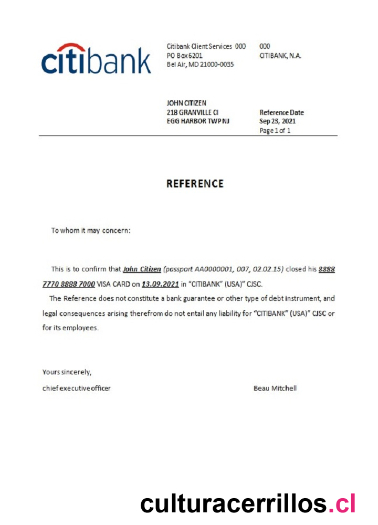 citibank
Citibank Client Services 000
PO Box 6201
Bel Air, MD 21000-0035
000
CITIBANK, N.A.
JOHN CITIZEN
218 GRANVILLE CI
EGG HARBOR TWP NJ
Reference Date
Sep 23, 2021
Page 1 of 1
REFERENCE
To whom it may concern:
This is to confirm that John Citizen (passport AA0000001, 007, 02.02.15) closed his 8888
7770 8888 7000 VISA CARD on 13.09.2021 in "CITIBANK" (USA)" CJSC.
The Reference does not constitute a bank guarantee or other type of debt instrument, and
legal consequences arising therefrom do not entail any liability for "CITIBANK" (USA)" CJSC or
for its employees.
Yours sincerely,
chief executive officer
Beau Mitchell
culturacerrillos.cl